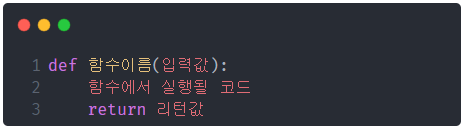 1 def 함수이름(입력값):
2 함수에서 실행될 코드
3 return 리턴값